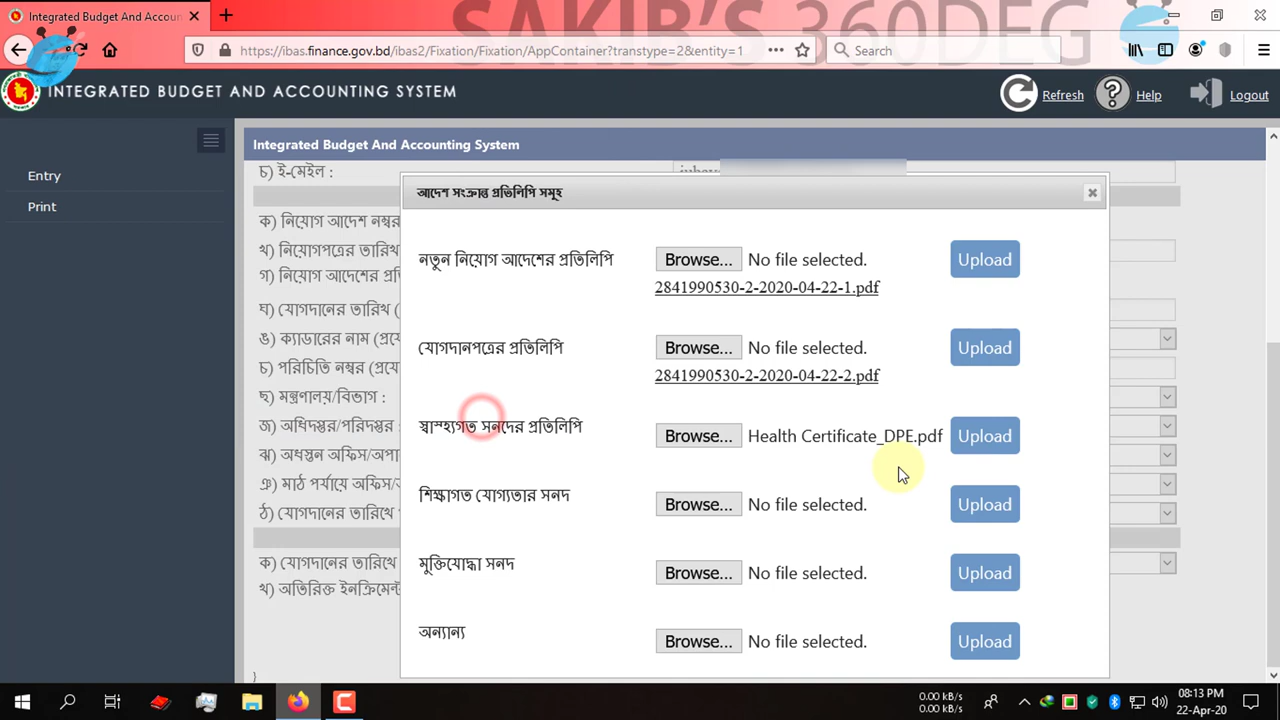 SAKIB'S 360DEG
Integrated Budget And Accoun
https://ibas.finance.gov.bd/ibas2/Fixation/Fixation/AppContainer?transtype=2&entity=1
Search
INTEGRATED BUDGET AND ACCOUNTING SYSTEM
Refresh
Help
Logout
Integrated Budget And Accounting System
Entry
Print
চ) ই-মেইল :
আদেশ সংক্রান্ত প্রতিলিপি সমূহ
ক) নিয়োগ আদেশ নম্বর
খ) নিয়োগপত্রের তারিখ
গ) নিয়োগ আদেশের প্র
ঘ) যোগদানের তারিখ (
ঙ) ক্যাডারের নাম (প্রযে
চ) পরিচিতি নম্বর (প্রযো
ছ) মন্ত্রণালয়/বিভাগ :
জ) অধিদপ্তর/পরিদপ্তর :
ঝ) অধস্তন অফিস/অপা
ঞ) মাঠ পর্যায়ে অফিস/
ঠ) যোগদানের তারিখে
ক) যোগদানের তারিখে
খ) অতিরিক্ত ইনক্রিমেন্ট
}
নতুন নিয়োগ আদেশের প্রতিলিপি Browse... No file selected. Upload
2841990530-2-2020-04-22-1.pdf
যোগদানপত্রের প্রতিলিপি Browse... No file selected. Upload
2841990530-2-2020-04-22-2.pdf
স্বাস্হ্যগত সনদের প্রতিলিপি Browse... Health Certificate_DPE.pdf Upload
শিক্ষাগত যোগ্যতার সনদ Browse... No file selected. Upload
মুক্তিযোদ্ধা সনদ Browse... No file selected. Upload
অন্যান্য Browse... No file selected. Upload
0.00 kB/s
0.00 kB/s
08:13 PM
22-Apr-20